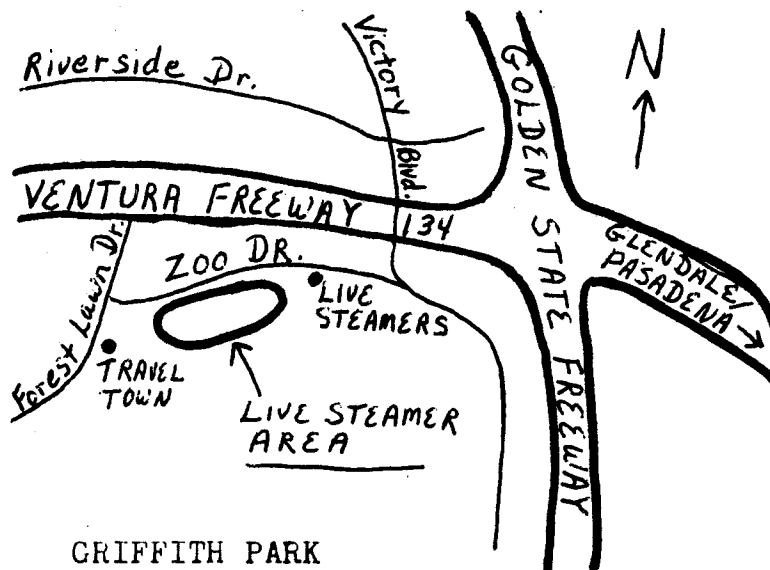 Riverside Dr.
Victory Blvd.
GOLDEN STATE FREEWAY
N
VENTURA FREEWAY
134
GLENDALE/
PASADENA →
Forest Lawn Dr.
ZOO DR.
LIVE
STEAMERS
TRAVEL
TOWN
LIVE STEAMER
AREA
GRIFFITH PARK